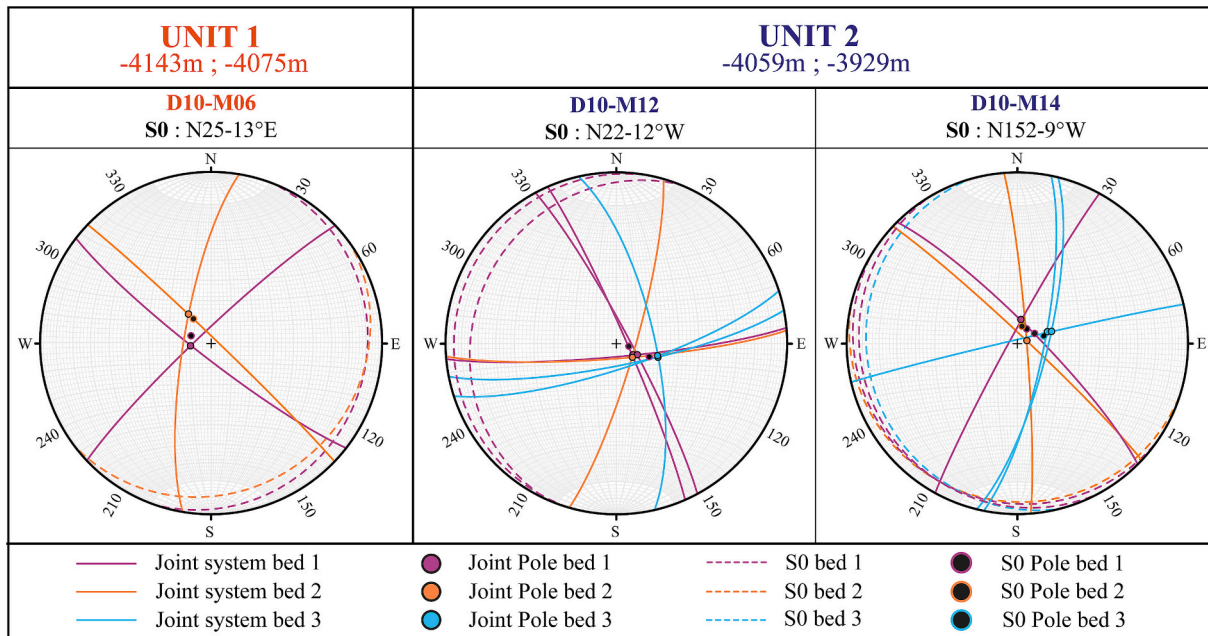 UNIT 1
-4143m ; -4075m
UNIT 2
-4059m ; -3929m
D10-M06
S0 : N25-13°E
D10-M12
S0 : N22-12°W
D10-M14
S0 : N152-9°W
N
30
60
E
120
150
S
210
240
W
300
330
N
30
60
E
120
150
S
210
240
W
300
330
N
30
60
E
120
150
S
210
240
W
300
330
Joint system bed 1
Joint system bed 2
Joint system bed 3
Joint Pole bed 1
Joint Pole bed 2
Joint Pole bed 3
S0 bed 1
S0 bed 2
S0 bed 3
S0 Pole bed 1
S0 Pole bed 2
S0 Pole bed 3